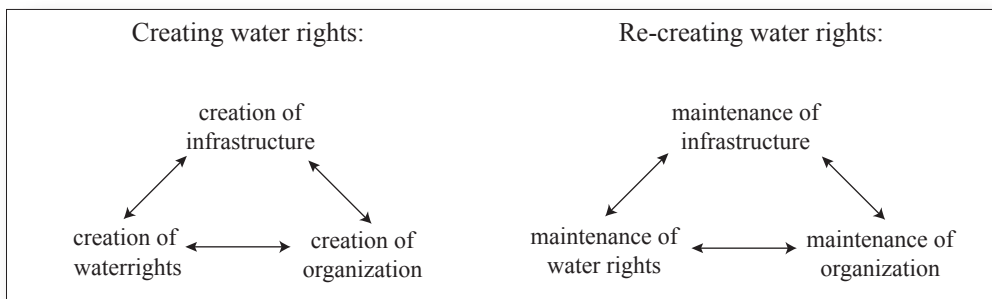 Creating water rights:
creation of
infrastructure
creation of
waterrights
creation of
organization
Re-creating water rights:
maintenance of
infrastructure
maintenance of
water rights
maintenance of
organization